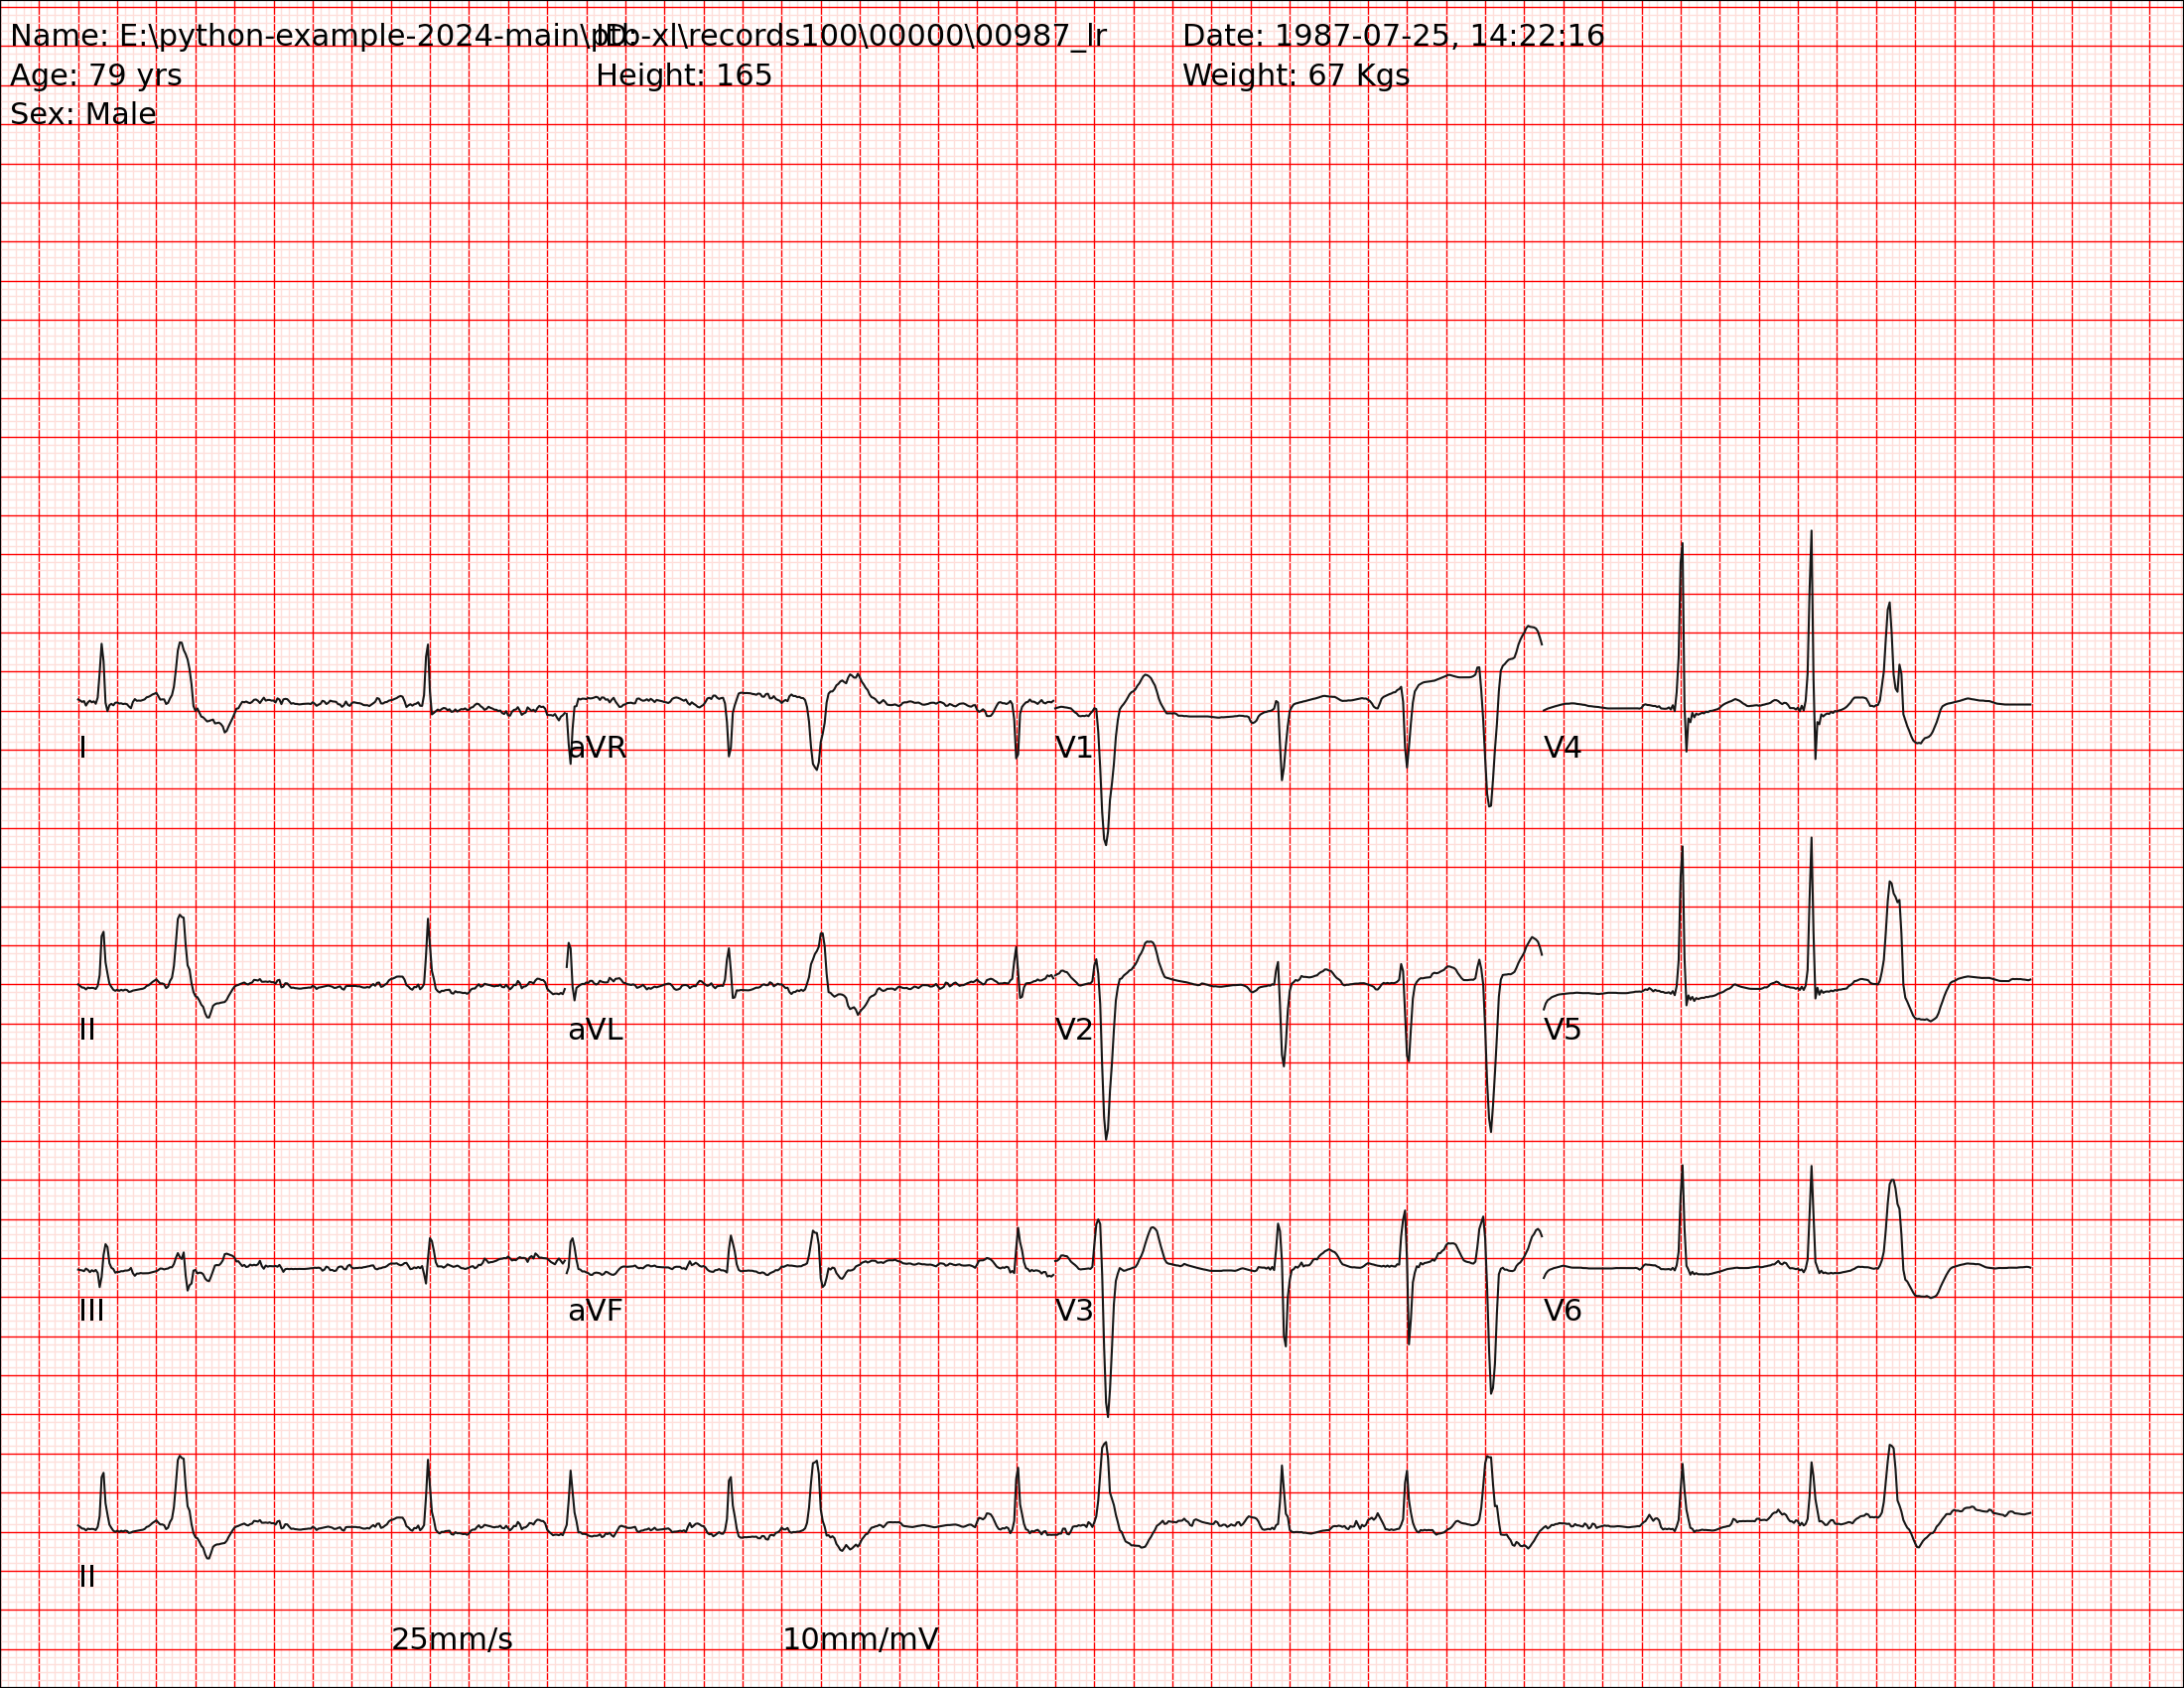 Name: E:\python-example-2024-main\ptb-xl\records100\00000\00987_lr ID: Date: 1987-07-25, 14:22:16
Age: 79 yrs Height: 165 Weight: 67 Kgs
Sex: Male
I aVR V1 V4
II aVL V2 V5
III aVF V3 V6
II
25mm/s 10mm/mV